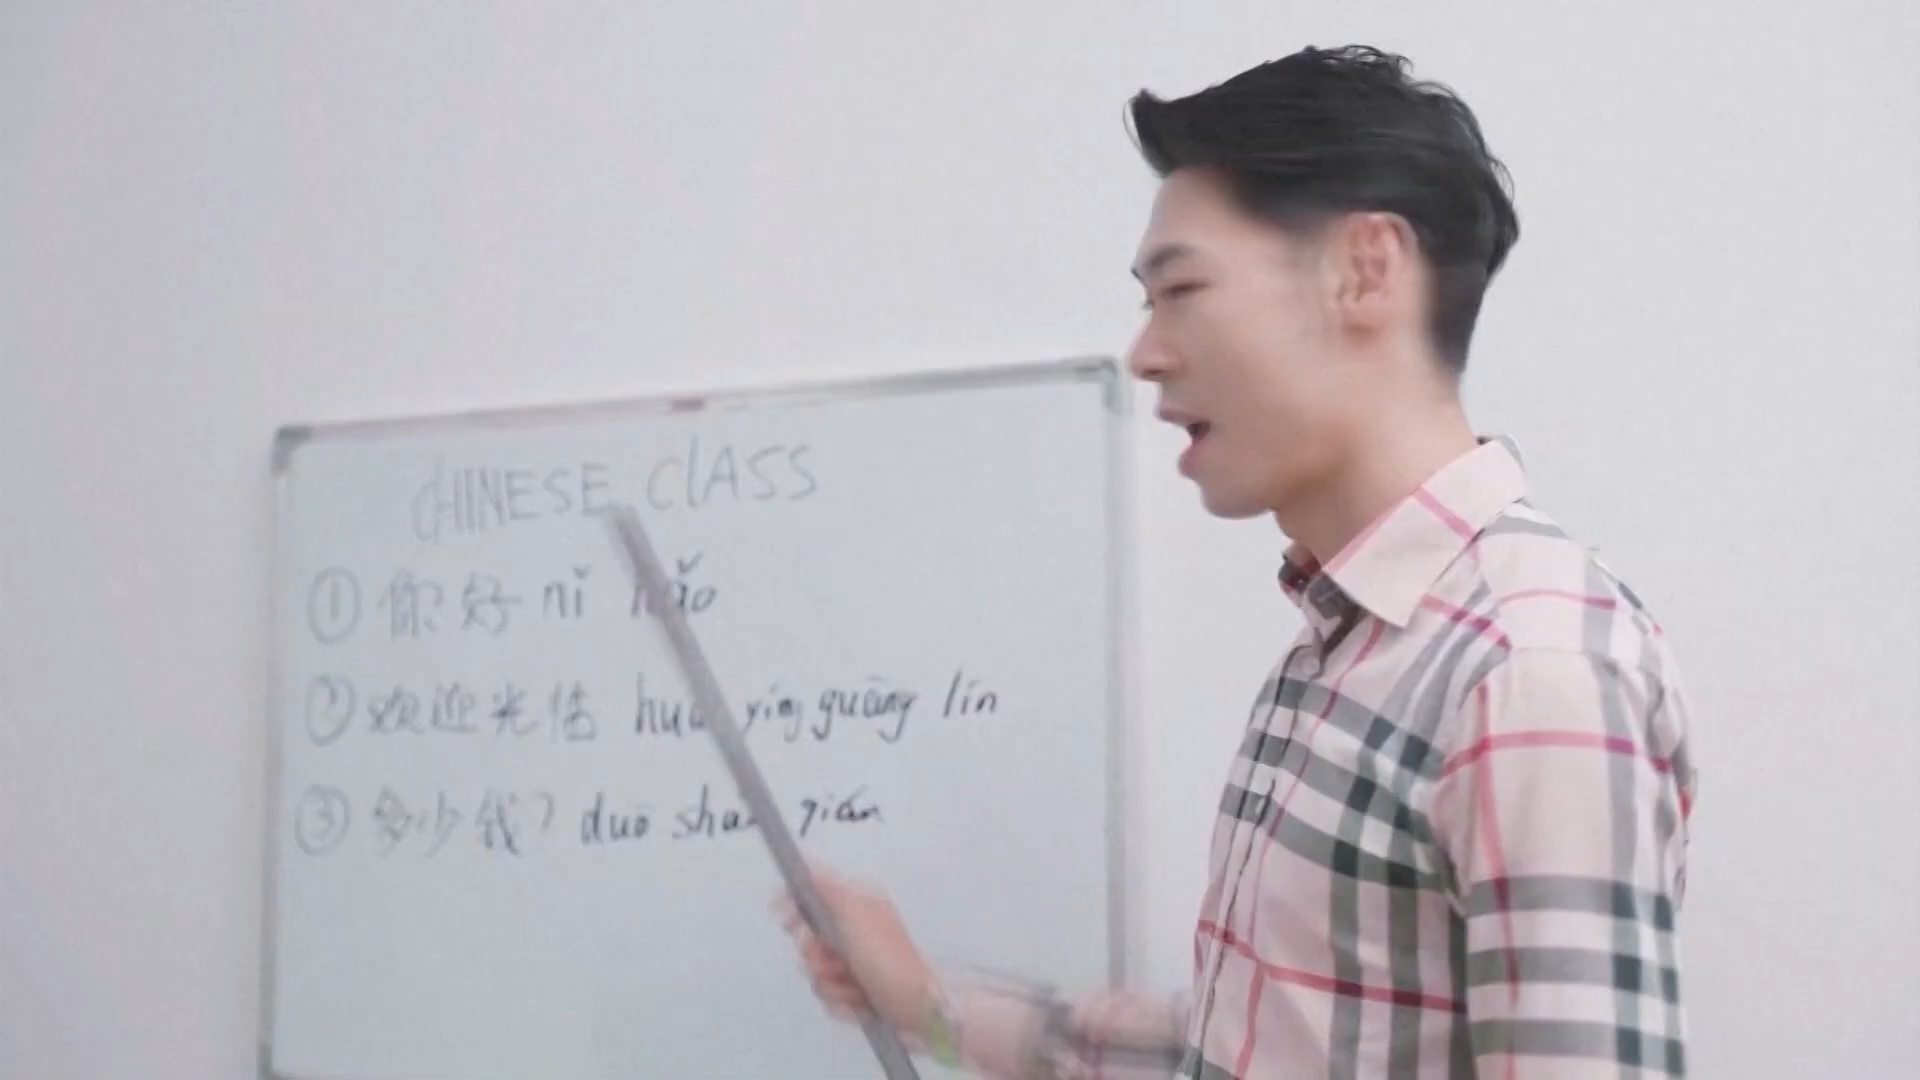 CHINESE ClASS
① 你好 nǐ hǎo
② 欢迎光临 huān yíng guāng lín
③ 多少钱? duō shao qián